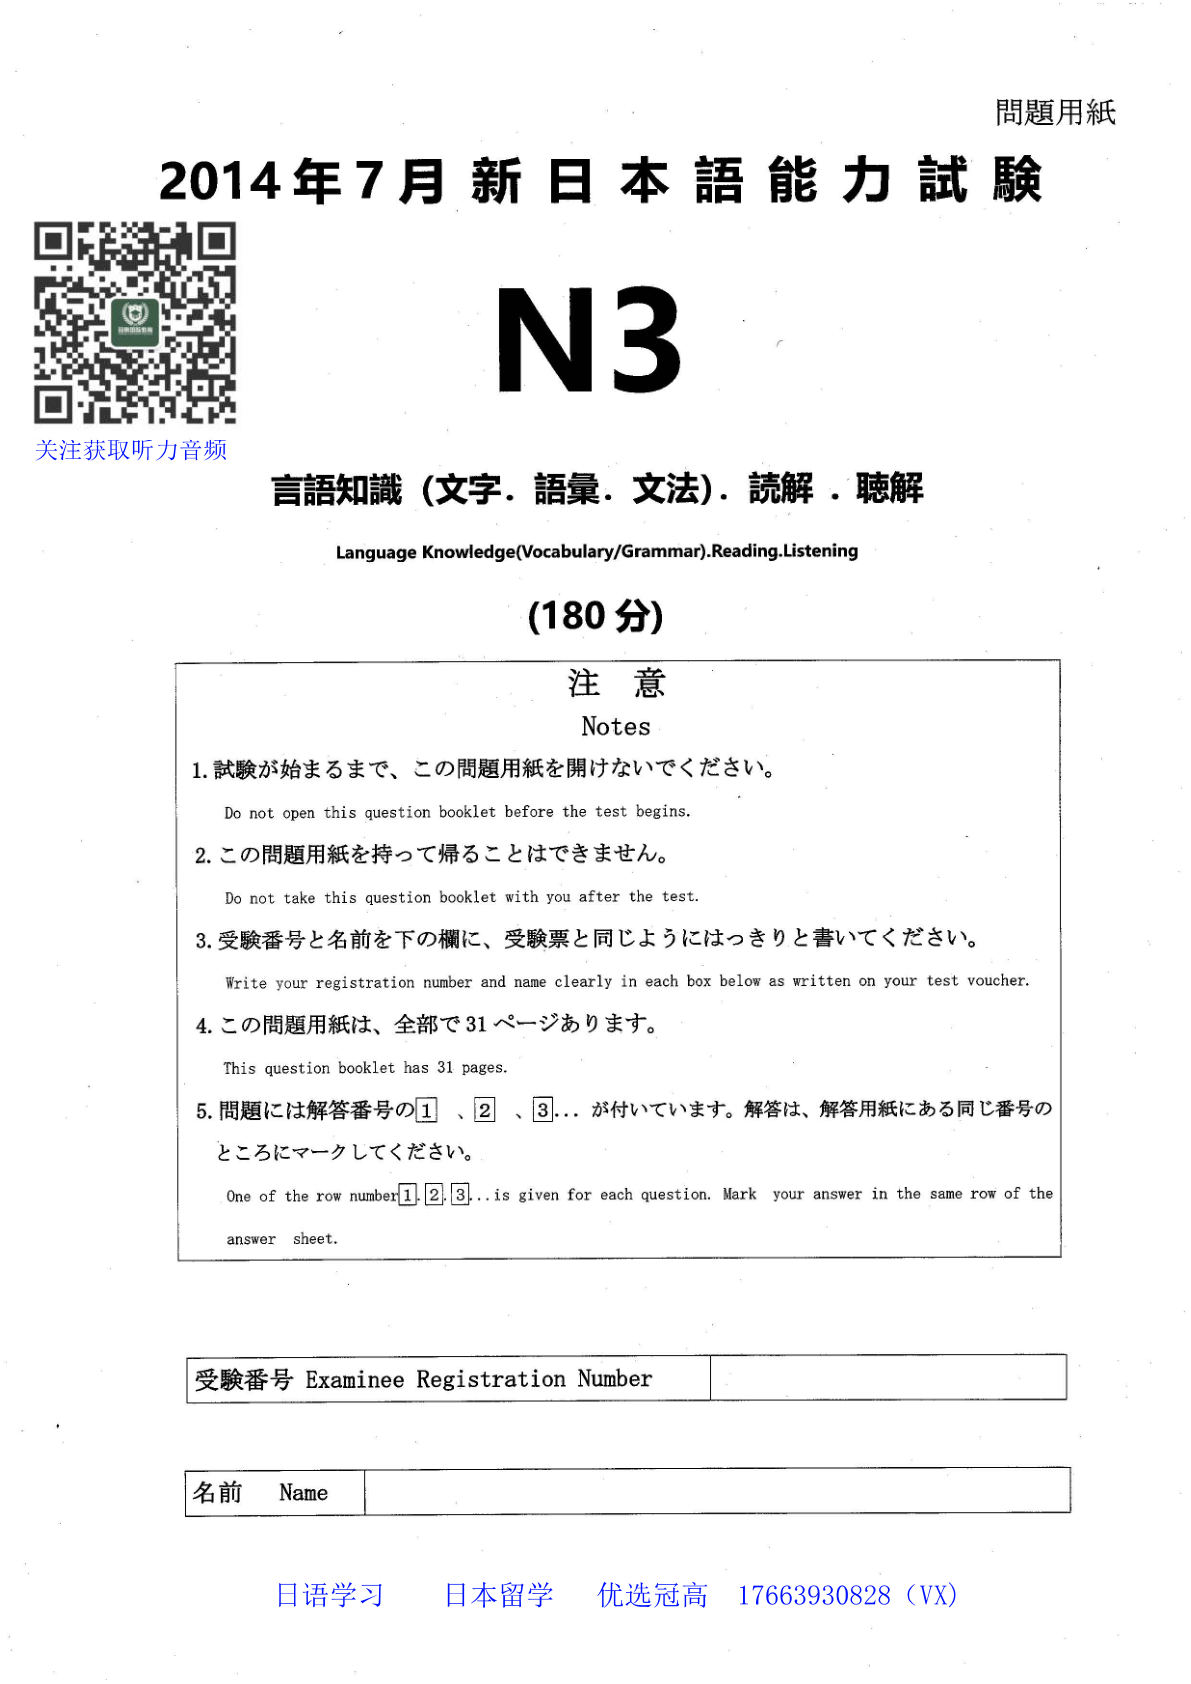 問題用紙
2014年7月 新日本語能力試験
N3
关注获取听力音频
言語知識 (文字．語彙．文法)．読解 ．聴解
Language Knowledge(Vocabulary/Grammar).Reading.Listening
(180 分)
注 意
Notes
1.試験が始まるまで、この問題用紙を開けないでください。
Do not open this question booklet before the test begins.
2.この問題用紙を持って帰ることはできません。
Do not take this question booklet with you after the test.
3.受験番号と名前を下の欄に、受験票と同じようにはっきりと書いてください。
Write your registration number and name clearly in each box below as written on your test voucher.
4.この問題用紙は、全部で31ページあります。
This question booklet has 31 pages.
5.問題には解答番号の1 、2 、3... が付いています。解答は、解答用紙にある同じ番号の
ところにマークしてください。
One of the row number1.2.3...is given for each question. Mark your answer in the same row of the
answer sheet.
受験番号 Examinee Registration Number
名前 Name
日语学习 日本留学 优选冠高 17663930828（VX）